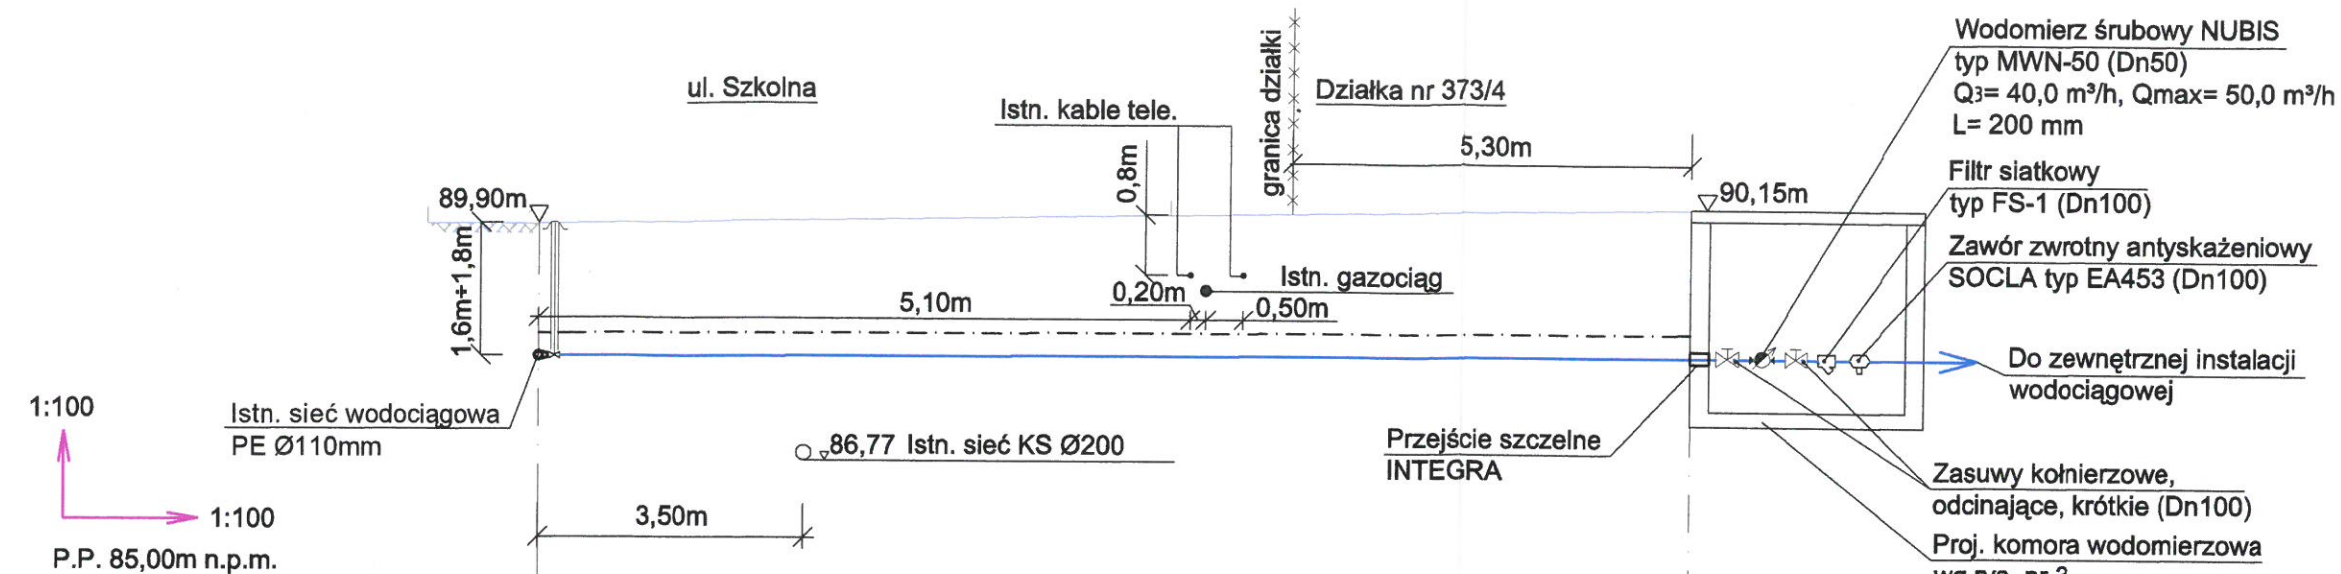 ul. Szkolna
Istn. kable tele.
granica działki
Działka nr 373/4
Wodomierz śrubowy NUBIS
typ MWN-50 (Dn50)
Q3= 40,0 m³/h, Qmax= 50,0 m³/h
L= 200 mm
0,8m
5,30m
Filtr siatkowy
typ FS-1 (Dn100)
89,90m
90,15m
Zawór zwrotny antyskażeniowy
SOCLA typ EA453 (Dn100)
1,6m÷1,8m
Istn. gazociąg
5,10m
0,20m
0,50m
Do zewnętrznej instalacji
wodociągowej
1:100
Istn. sieć wodociągowa
PE Ø110mm
86,77 Istn. sieć KS Ø200
Przejście szczelne
INTEGRA
Zasuwy kołnierzowe,
odcinające, krótkie (Dn100)
1:100
3,50m
Proj. komora wodomierzowa
P.P. 85,00m n.p.m.